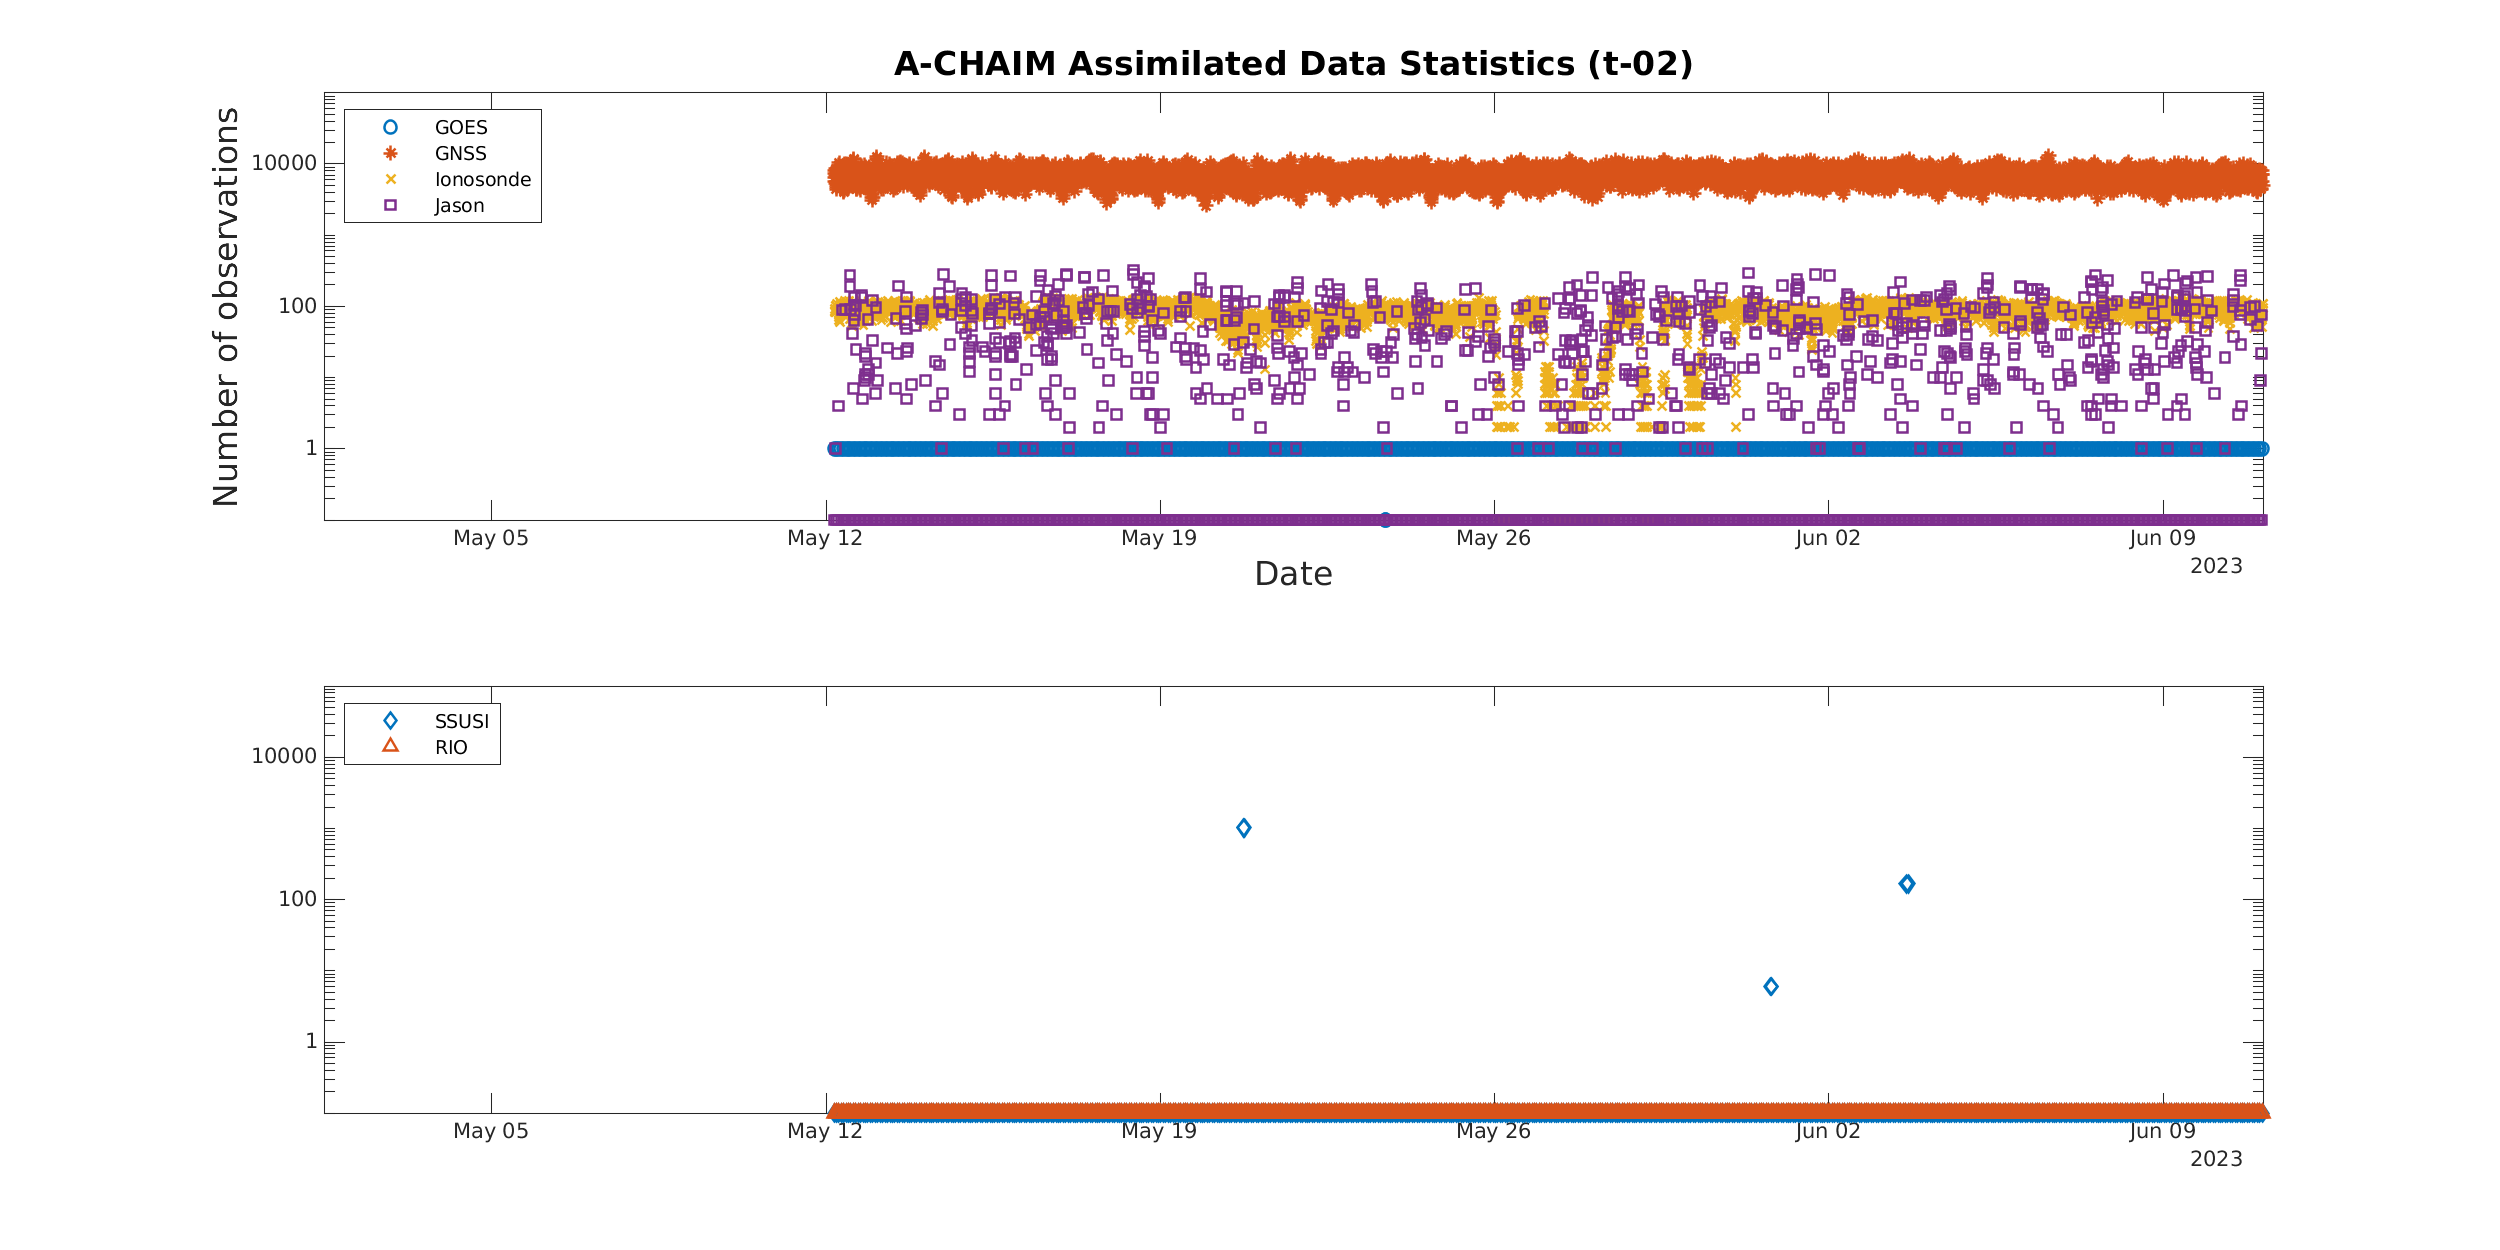 A-CHAIM Assimilated Data Statistics (t-02)
Number of observations
10000
100
1
GOES
GNSS
Ionosonde
Jason
May 05
May 12
May 19
May 26
Jun 02
Jun 09
2023
Date
10000
100
1
SSUSI
RIO
May 05
May 12
May 19
May 26
Jun 02
Jun 09
2023